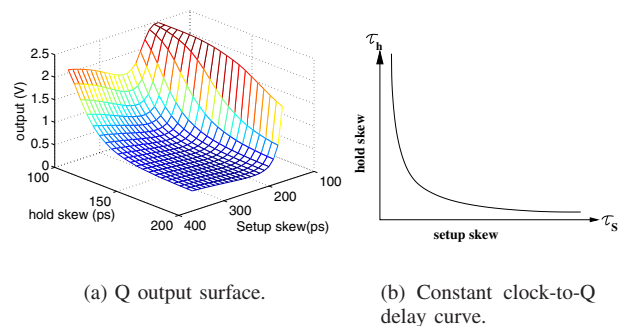 2.5
2
1.5
1
0.5
0
output (V)
100
150
200
hold skew (ps)
400
300
200
100
Setup skew(ps)
τh
hold skew
setup skew
τS
(a) Q output surface.
(b) Constant clock-to-Q
delay curve.